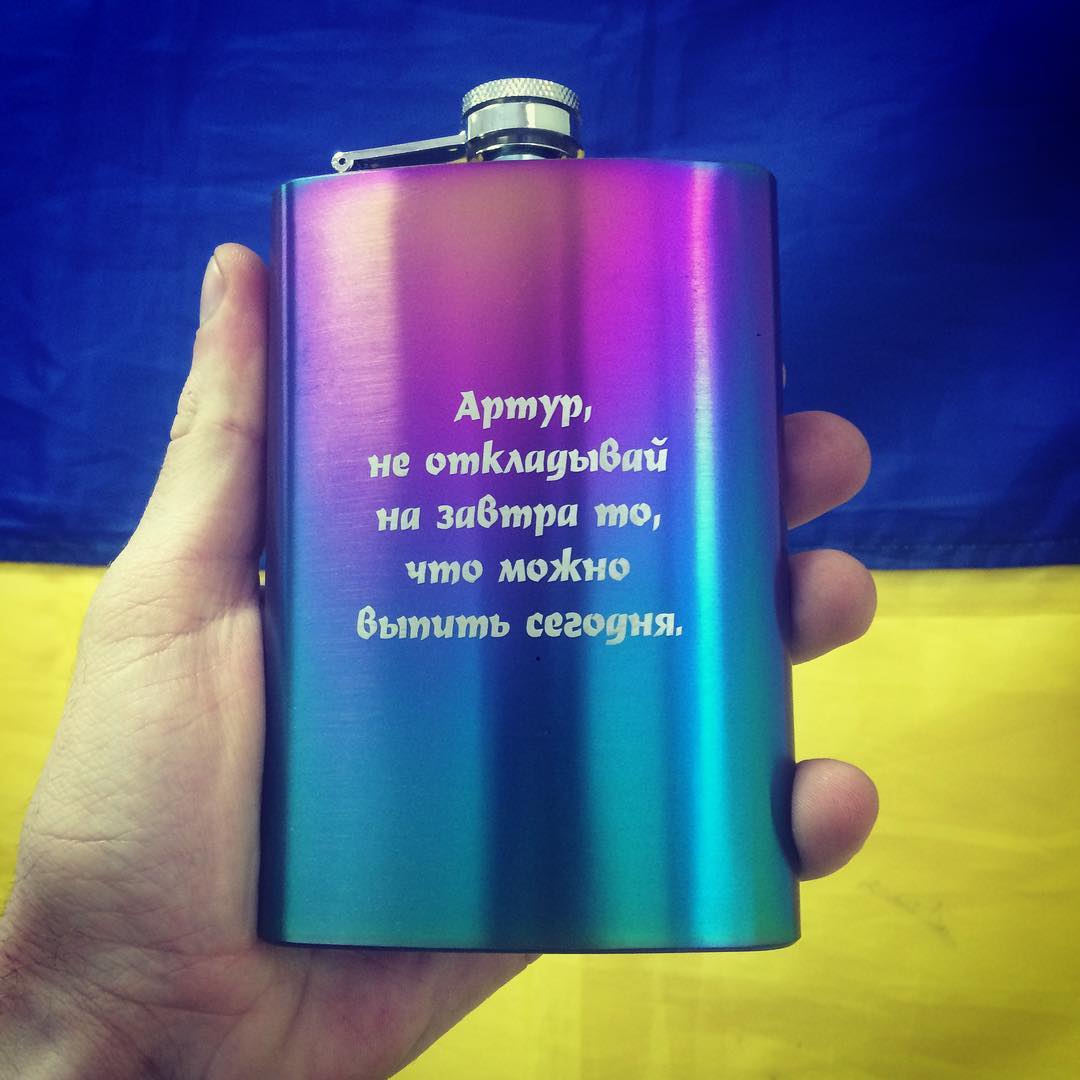 Артур,
не откладывай
на завтра то,
что можно
выпить сегодня.